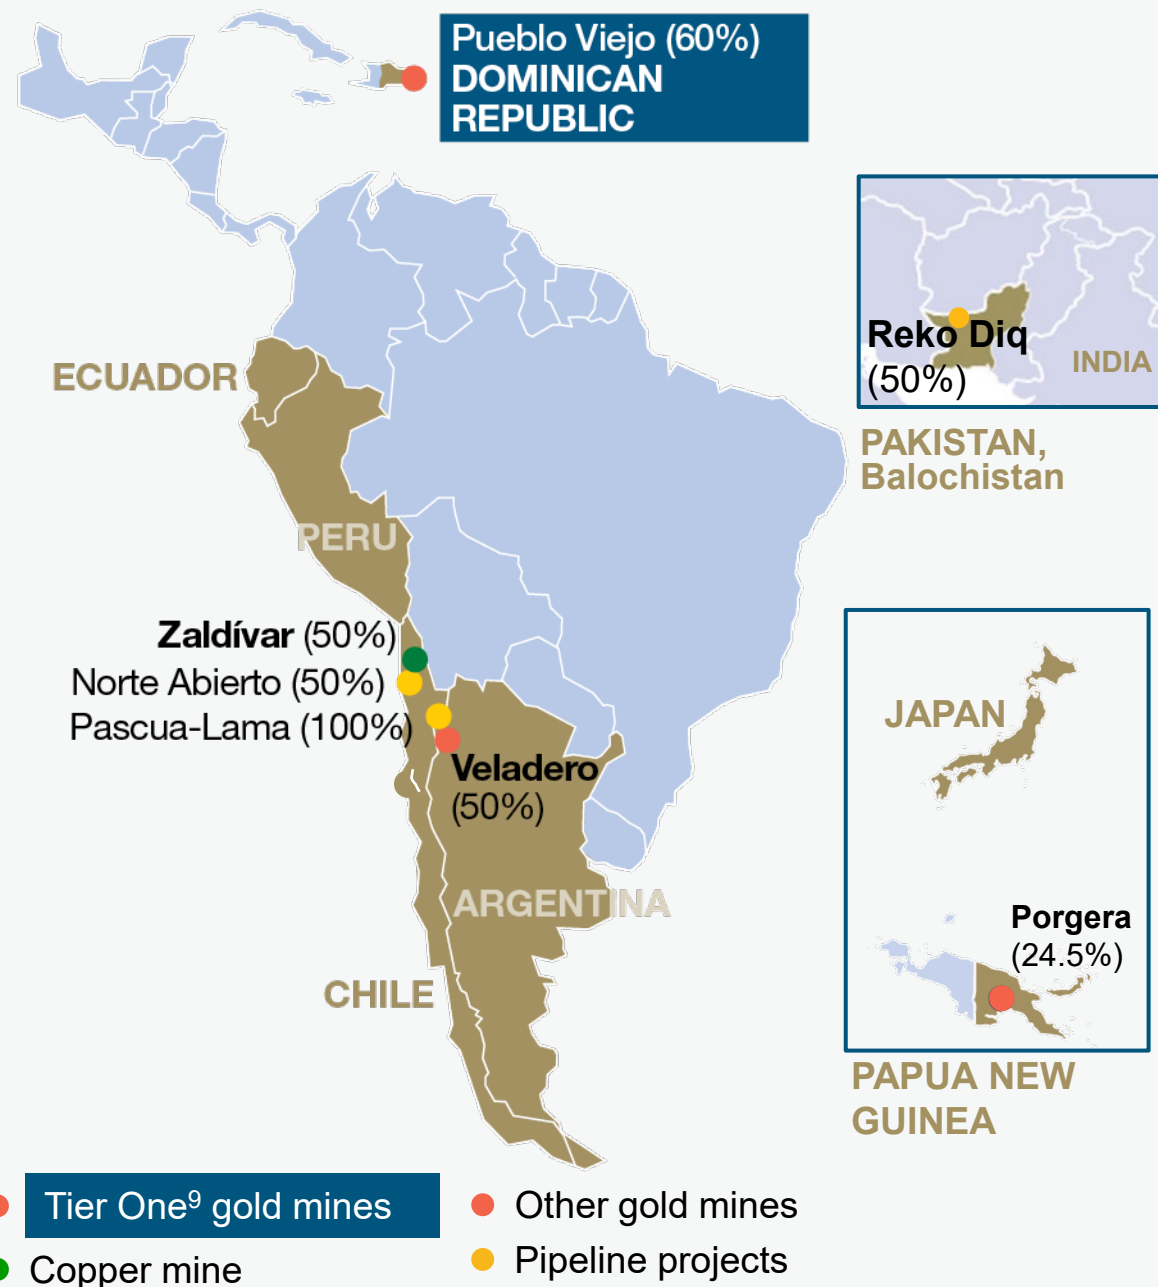 Pueblo Viejo (60%)
DOMINICAN
REPUBLIC
ECUADOR
PERU
Zaldívar (50%)
Norte Abierto (50%)
Pascua-Lama (100%)
Veladero
(50%)
ARGENTINA
CHILE
Reko Diq
(50%)
INDIA
PAKISTAN,
Balochistan
JAPAN
Porgera
(24.5%)
PAPUA NEW
GUINEA
Tier One⁹ gold mines
Other gold mines
Copper mine
Pipeline projects